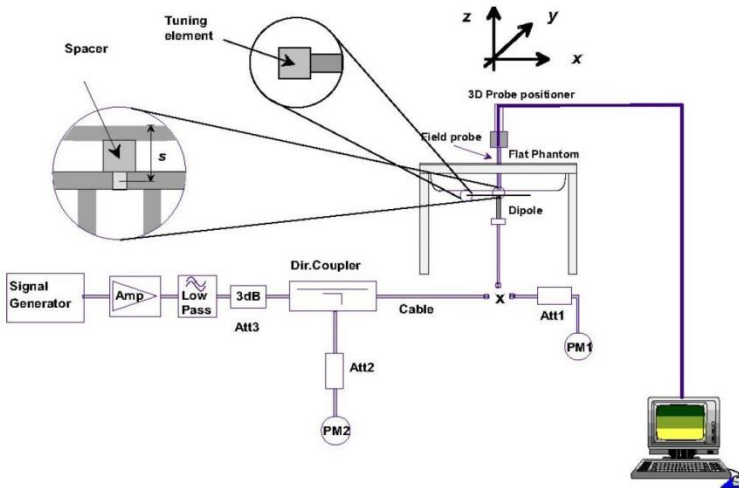 Tuning
element
Spacer
s
z
y
x
3D Probe positioner
Field probe
Flat Phantom
Dipole
Dir.Coupler
Signal
Generator
Amp
Low
Pass
3dB
Att3
Cable
x
Att1
PM1
Att2
PM2